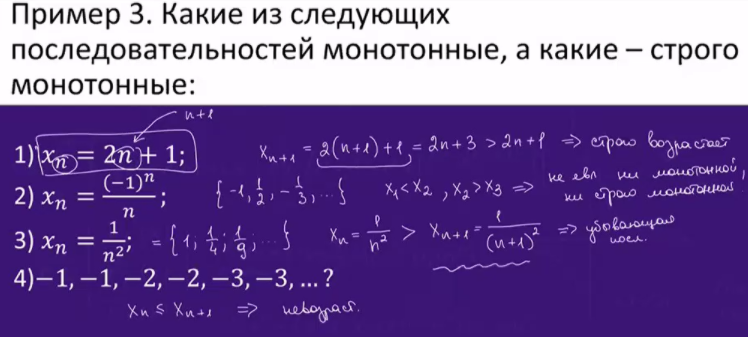 Пример 3. Какие из следующих
последовательностей монотонные, а какие – строго
монотонные:
n+1
1) xₙ = 2n + 1; xₙ₊₁ = 2(n+1)+1 = 2n+3 > 2n+1 ⇒ строго возрастает
2) xₙ = (-1)ⁿ/n; {-1, 1/2, -1/3, ...} x₁ < x₂, x₂ > x₃ ⇒ не явл ни монотонной,
ни строго монотонной
3) xₙ = 1/n²; = {1, 1/4; 1/9; ...} xₙ = 1/n² > xₙ₊₁ = 1/(n+1)² ⇒ убывающая
посл.
4)−1, −1, −2, −2, −3, −3, ... ?
xₙ ≤ xₙ₊₁ ⇒ невозраст.